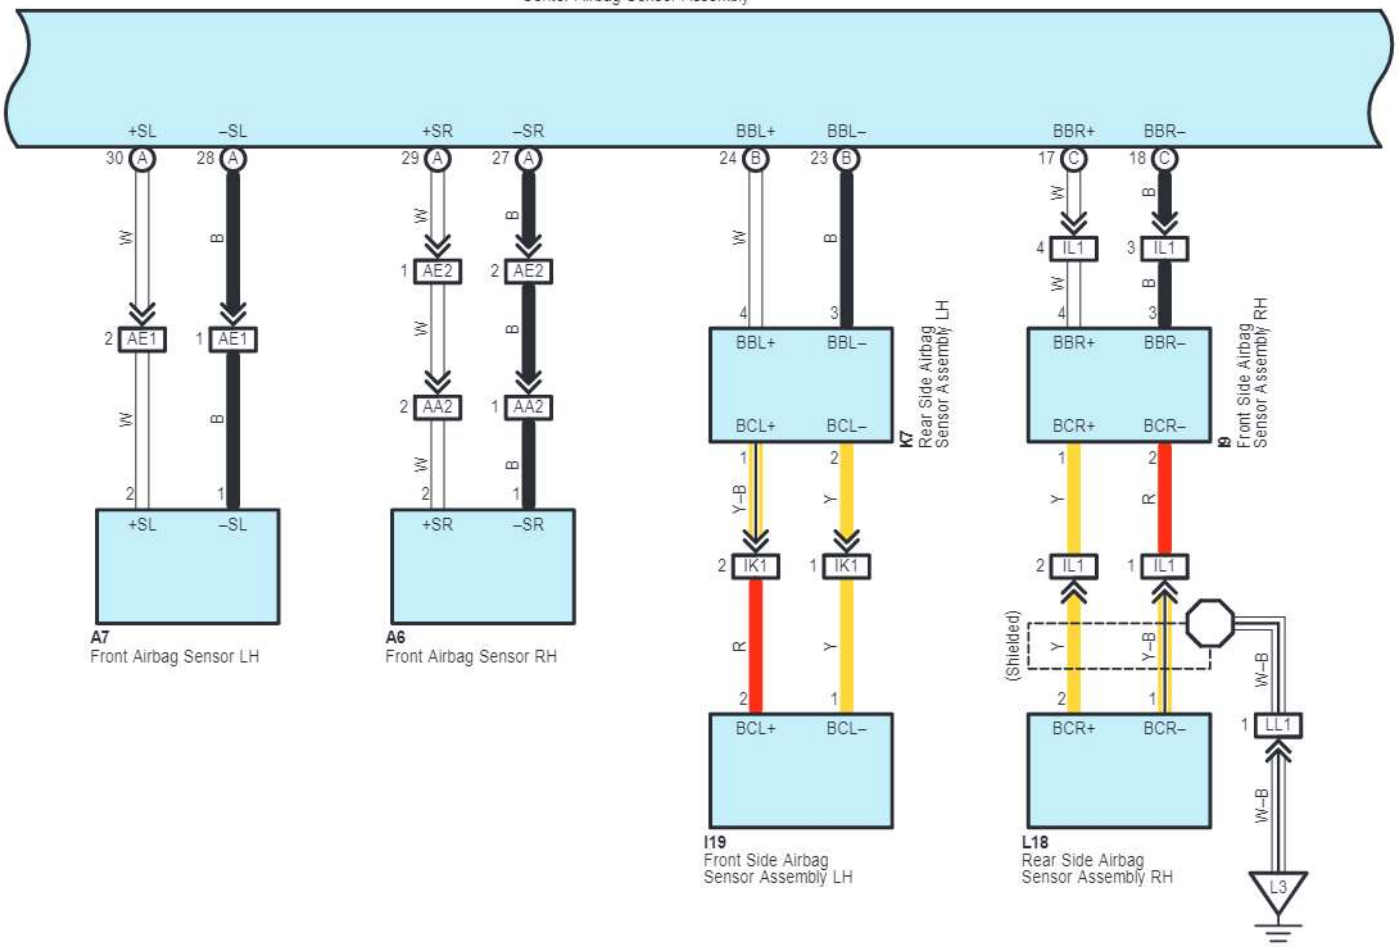 Center Airbag Sensor Assembly
+SL –SL +SR –SR BBL+ BBL– BBR+ BBR–
30 A 28 A 29 A 27 A 24 B 23 B 17 C 18 C
W B W B W B W B
4 IL1 3 IL1
1 AE2 2 AE2
W B
2 AE1 1 AE1
W B
4 3 4 3
BBL+ BBL– BBR+ BBR–
2 AA2 1 AA2
W B W B
BCL+ BCL– BCR+ BCR–
K7
Rear Side Airbag
Sensor Assembly LH
I9
Front Side Airbag
Sensor Assembly RH
1 2 1 2
2 1 2 1
Y–B Y Y R
+SL –SL +SR –SR
2 IK1 1 IK1 2 IL1 1 IL1
A7
Front Airbag Sensor LH
A6
Front Airbag Sensor RH
R Y
(Shielded)
Y Y–B
W–B
2 1 2 1
BCL+ BCL– BCR+ BCR–
1 LL1
W–B
I19
Front Side Airbag
Sensor Assembly LH
L18
Rear Side Airbag
Sensor Assembly RH
L3